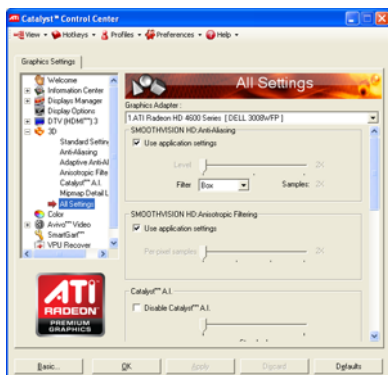 ATI Catalyst™ Control Center
View Hotkeys Profiles Preferences Help
Graphics Settings
Welcome
Information Center
Displays Manager
Display Options
DTV (HDMI™) 3
3D
Standard Settin
Anti-Aliasing
Adaptive Anti-Al
Anisotropic Filte
Catalyst™ A.I.
Mipmap Detail L
All Settings
Color
Avivo™ Video
SmartGart™
VPU Recover
ATI
RADEON
PREMIUM
GRAPHICS
All Settings
Graphics Adapter :
1.ATI Radeon HD 4600 Series [ DELL 3008WFP ]
SMOOTHVISION HD:Anti-Aliasing
Use application settings
Level:
2X
Filter Box Samples: 2X
SMOOTHVISION HD:Anisotropic Filtering
Use application settings
Per pixel samples
2X
Catalyst™ A.I.
Disable Catalyst™ A.I.
Basic... OK Apply Discard Defaults